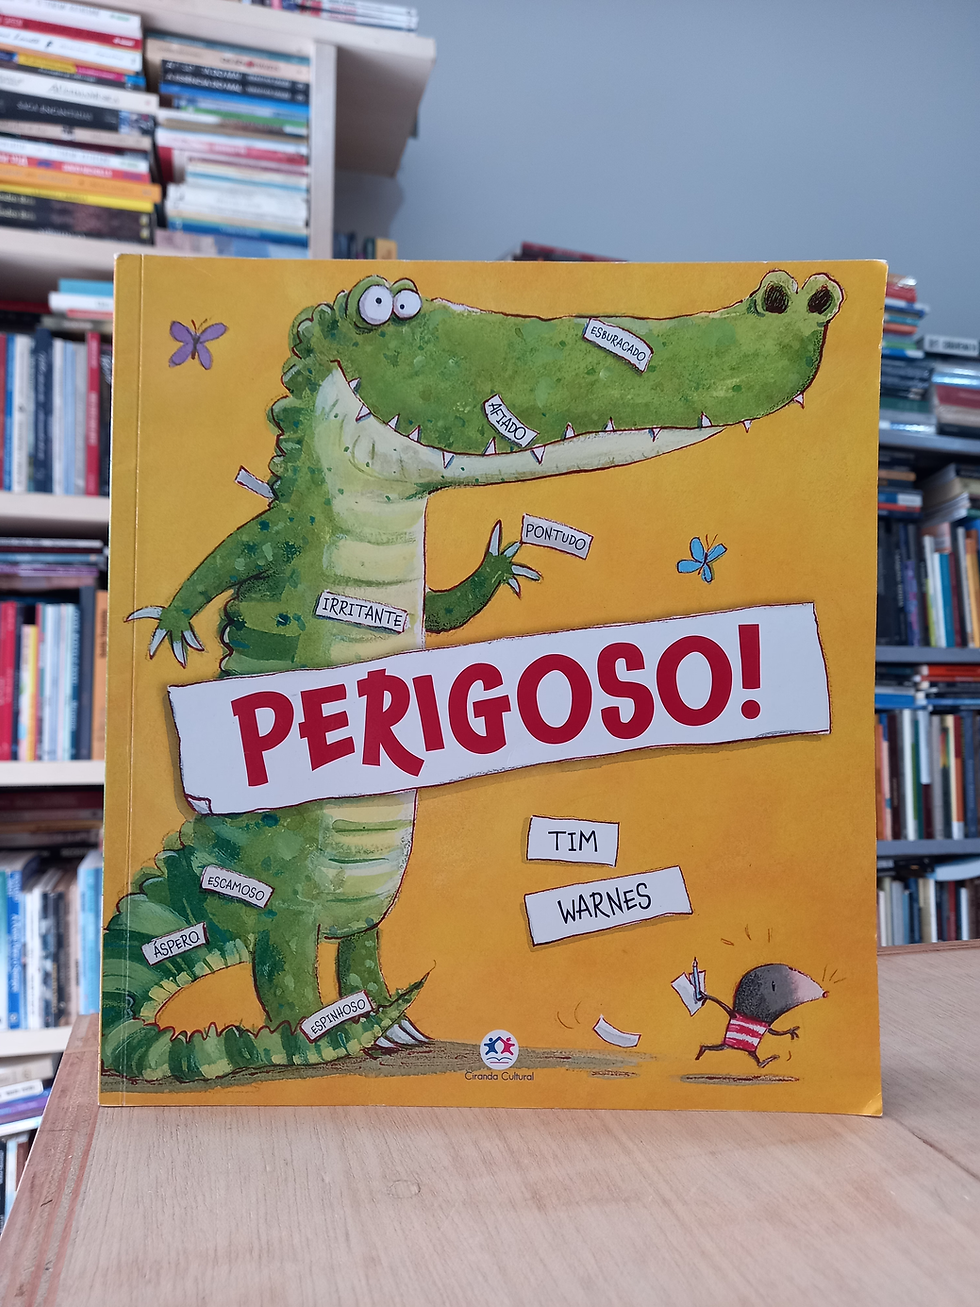 ESBURACADO
AFIADO
PONTUDO
IRRITANTE
PERIGOSO!
TIM
WARNES
ESCAMOSO
ÁSPERO
ESPINHOSO
Ciranda Cultural